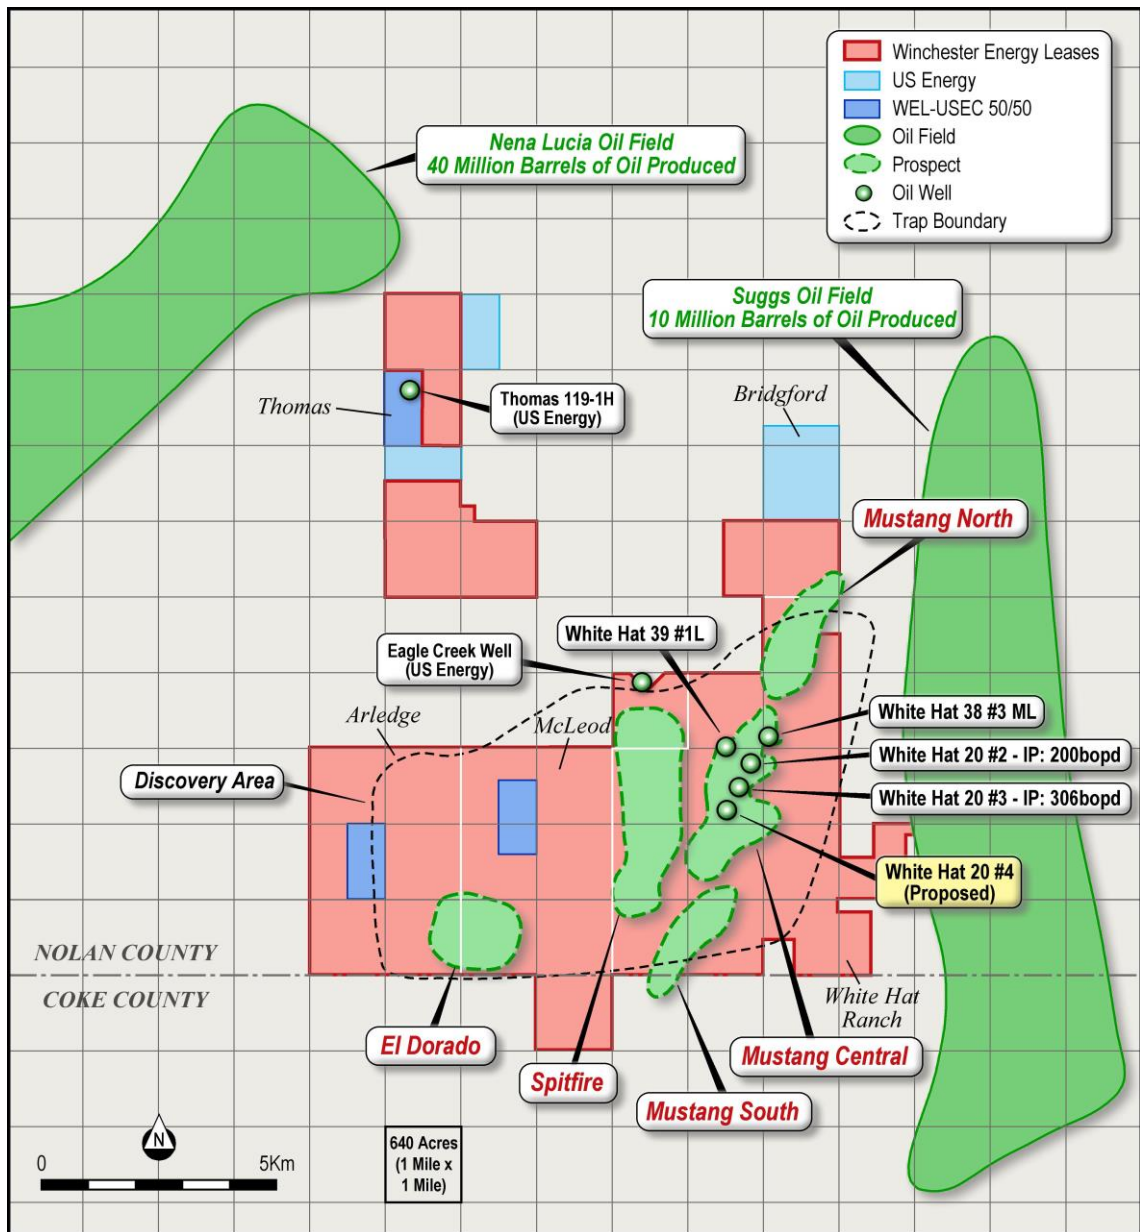 Winchester Energy Leases
US Energy
WEL-USEC 50/50
Oil Field
Prospect
Oil Well
Trap Boundary
Nena Lucia Oil Field
40 Million Barrels of Oil Produced
Suggs Oil Field
10 Million Barrels of Oil Produced
Thomas
Thomas 119-1H
(US Energy)
Bridgford
Mustang North
White Hat 39 #1L
Eagle Creek Well
(US Energy)
Arledge
McLeod
White Hat 38 #3 ML
White Hat 20 #2 - IP: 200bopd
Discovery Area
White Hat 20 #3 - IP: 306bopd
White Hat 20 #4
(Proposed)
NOLAN COUNTY
COKE COUNTY
White Hat
Ranch
El Dorado
Spitfire
Mustang Central
Mustang South
N
0 5Km
640 Acres
(1 Mile x
1 Mile)